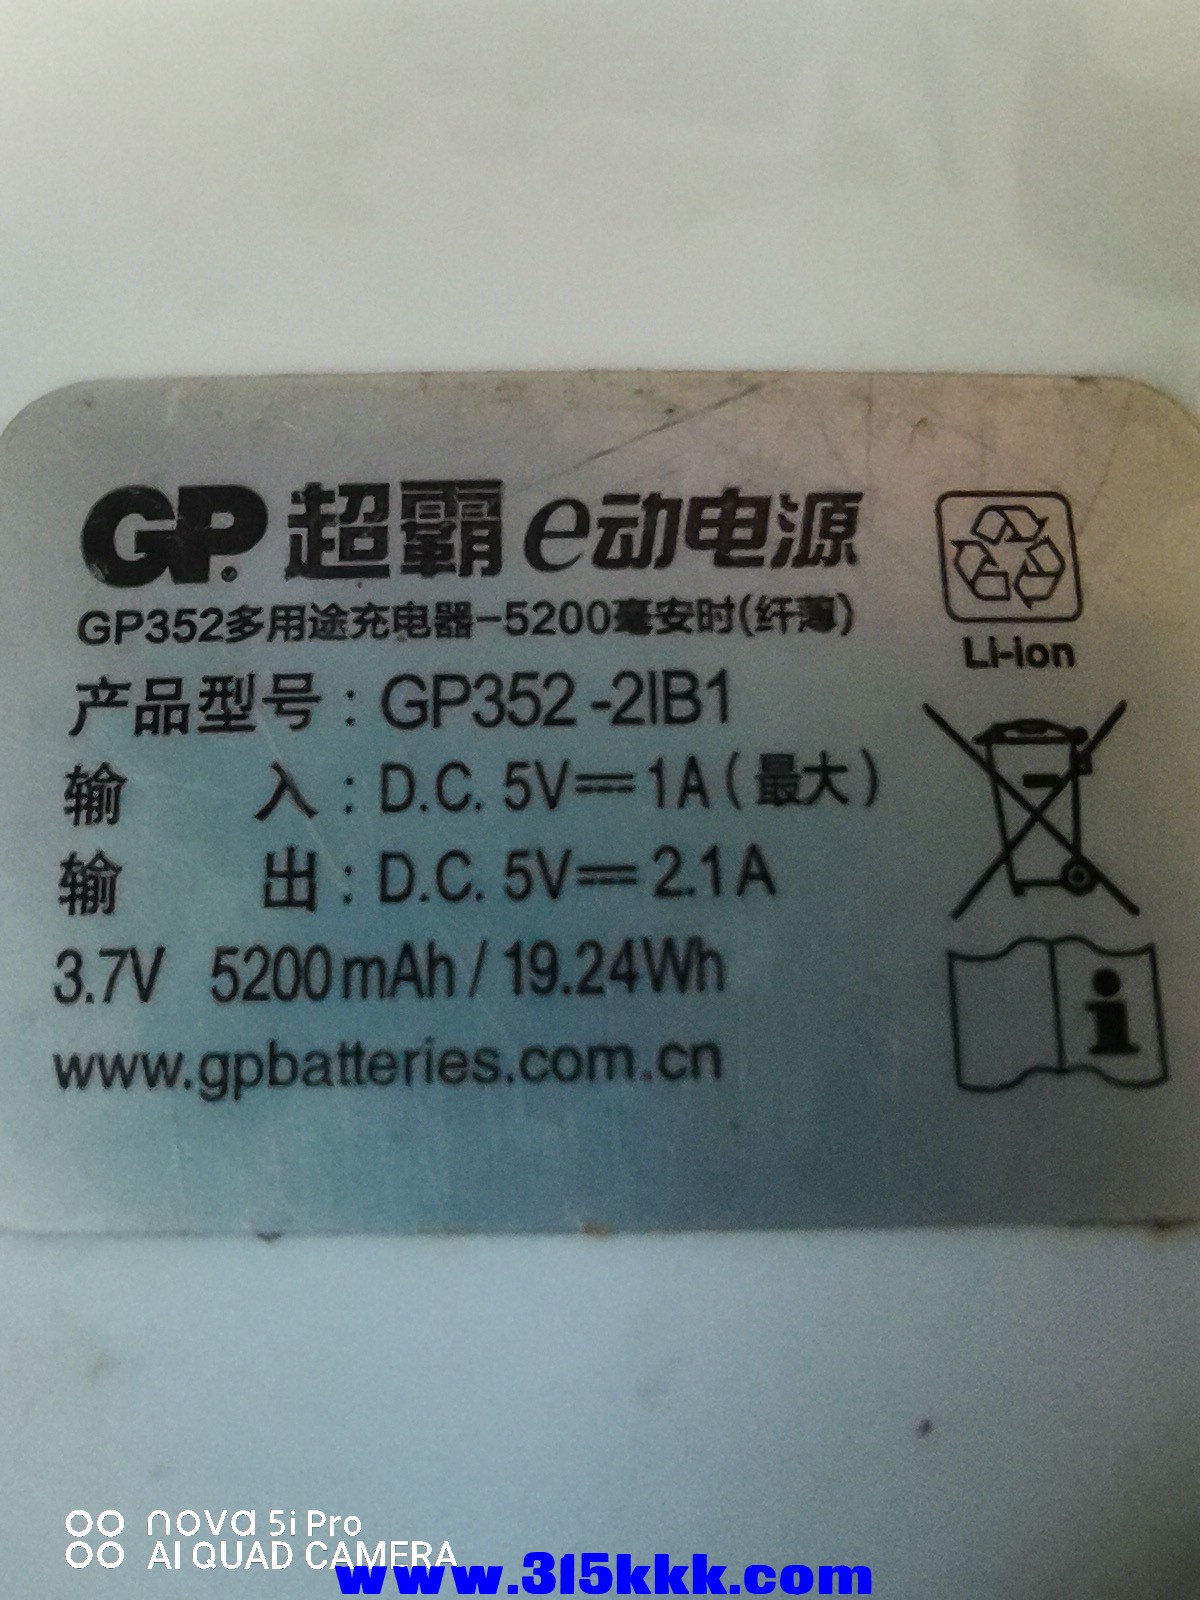 GP 超霸 e动电源
GP352多用途充电器-5200毫安时(纤薄)
Li-ion
产品型号：GP352-2IB1
输 入：D.C. 5V⎓1A（最大）
输 出：D.C. 5V⎓2.1A
3.7V 5200mAh / 19.24Wh
www.gpbatteries.com.cn
nova 5i Pro
AI QUAD CAMERA
www.315kkk.com